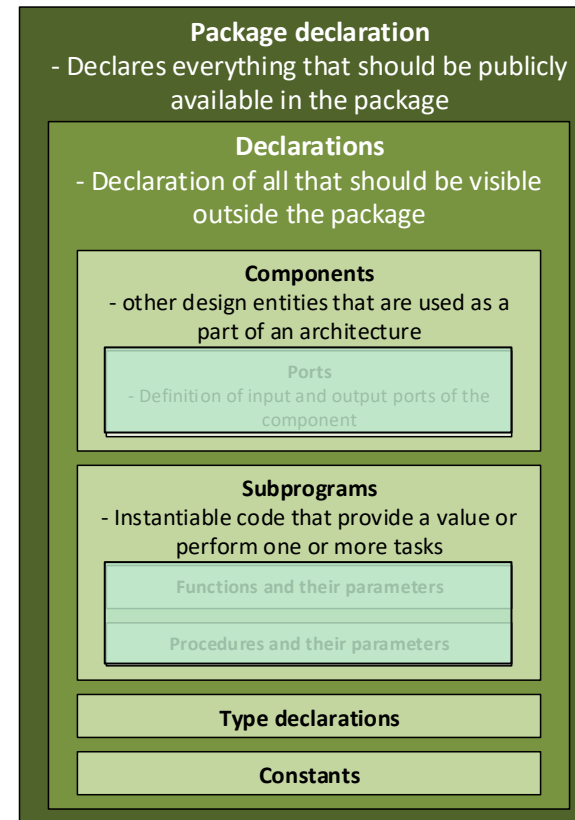 Package declaration
- Declares everything that should be publicly
available in the package
Declarations
- Declaration of all that should be visible
outside the package
Components
- other design entities that are used as a
part of an architecture
Ports
- Definition of input and output ports of the
component
Subprograms
- Instantiable code that provide a value or
perform one or more tasks
Functions and their parameters
Procedures and their parameters
Type declarations
Constants